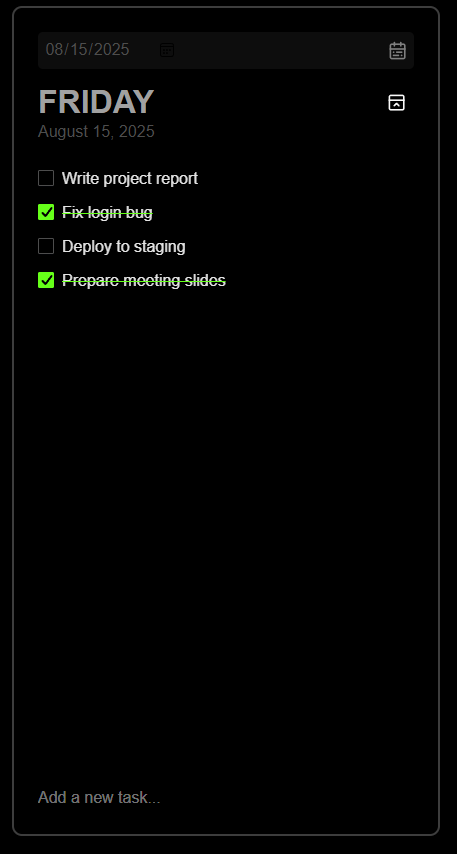 08/15/2025
FRIDAY
August 15, 2025
Write project report
Fix login bug
Deploy to staging
Prepare meeting slides
Add a new task...